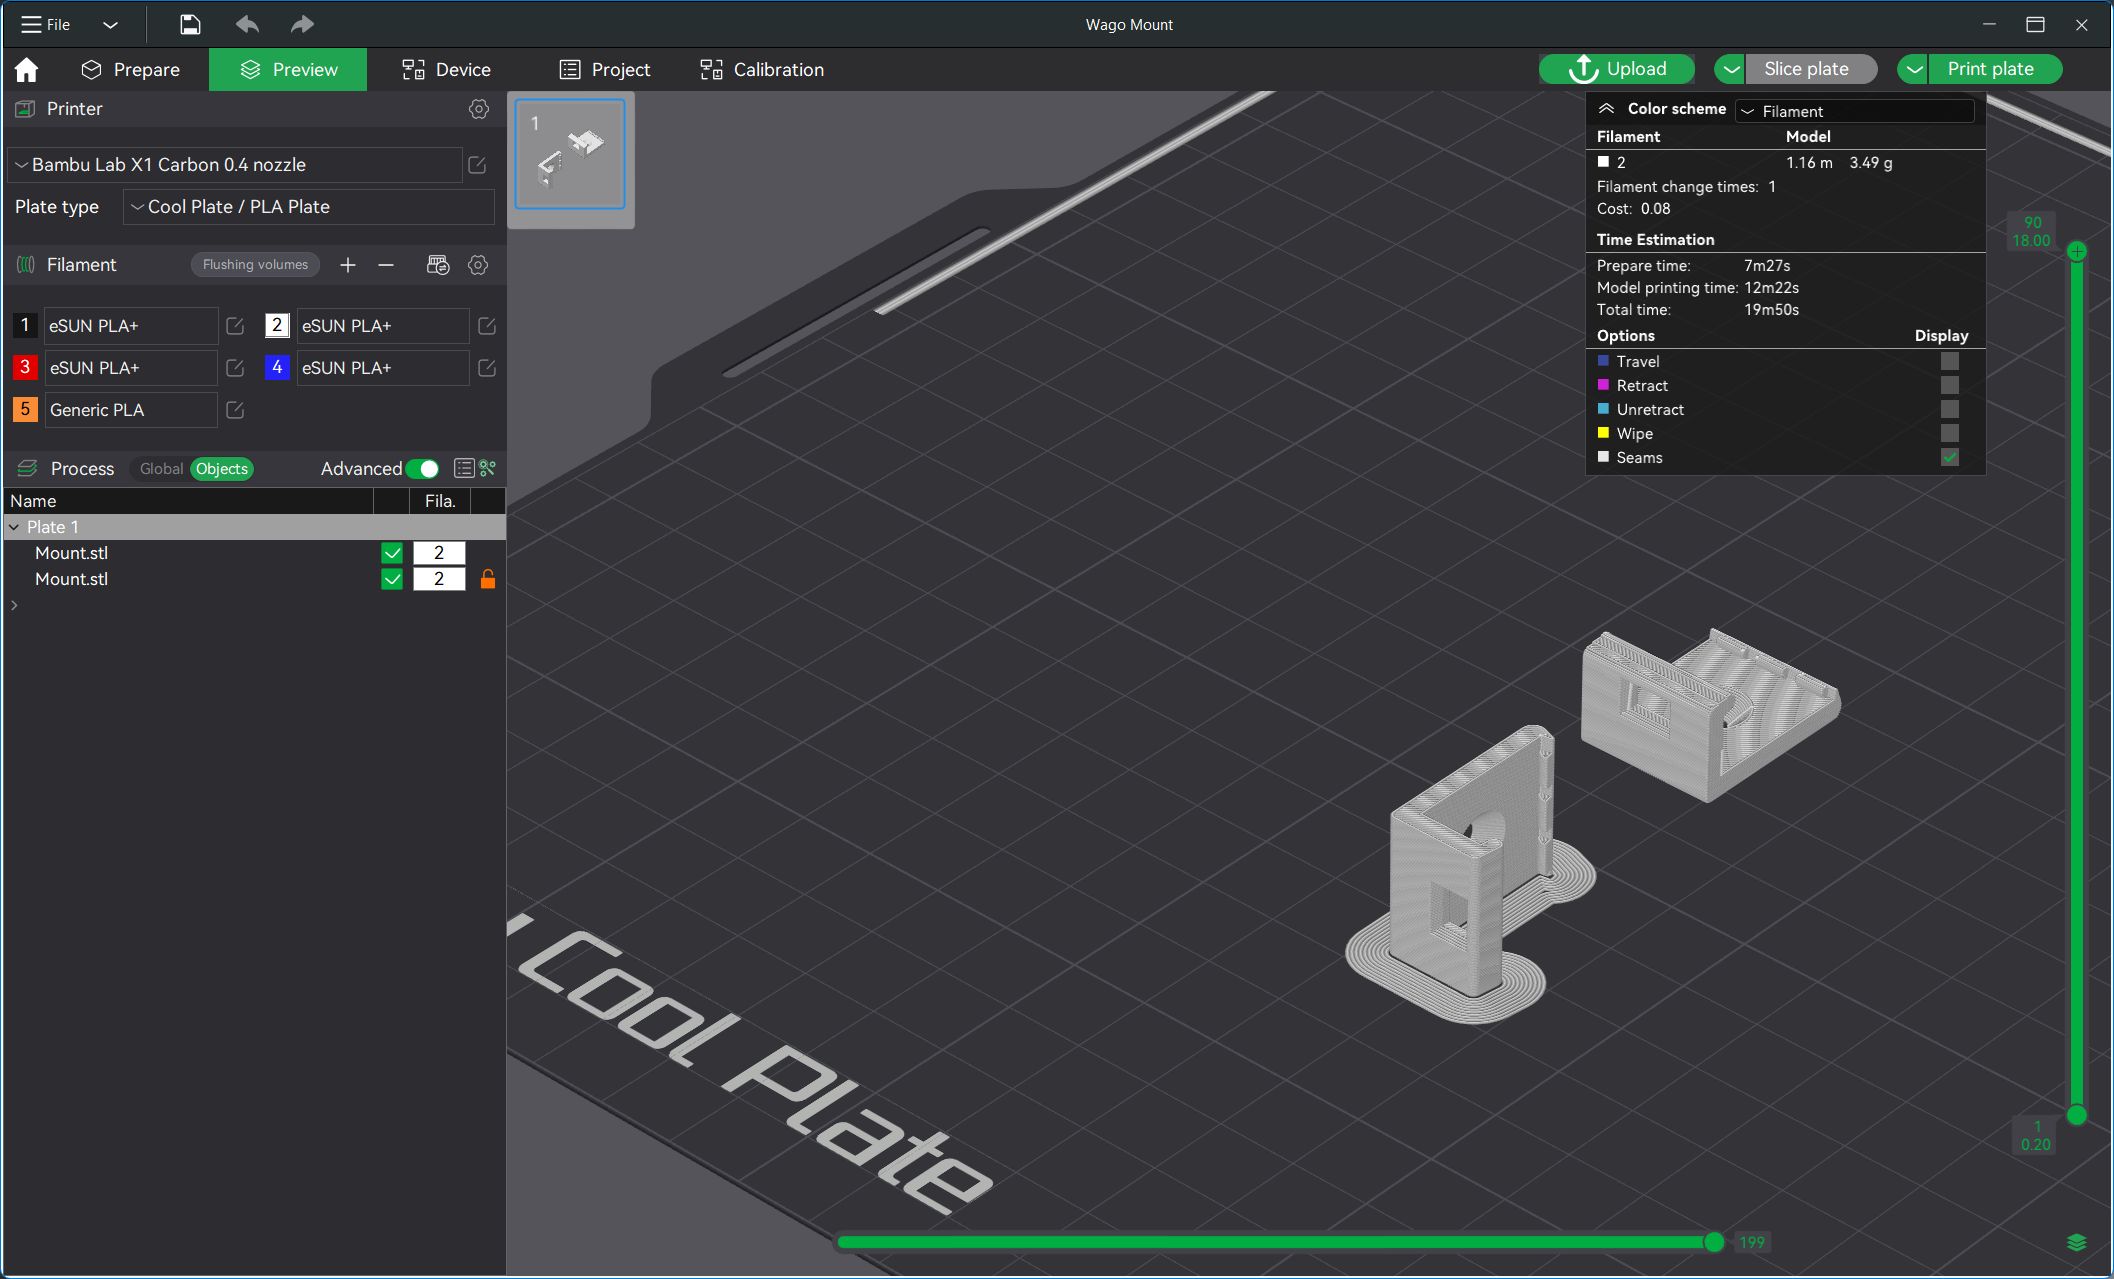 File
Wago Mount
Prepare
Preview
Device
Project
Calibration
Upload
Slice plate
Print plate
Printer
Bambu Lab X1 Carbon 0.4 nozzle
Plate type
Cool Plate / PLA Plate
Filament
Flushing volumes
1 eSUN PLA+
2 eSUN PLA+
3 eSUN PLA+
4 eSUN PLA+
5 Generic PLA
Process
Global
Objects
Advanced
Name Fila.
Plate 1
Mount.stl 2
Mount.stl 2
1
Color scheme
Filament
Filament Model
2 1.16 m 3.49 g
Filament change times: 1
Cost: 0.08
Time Estimation
Prepare time: 7m27s
Model printing time: 12m22s
Total time: 19m50s
Options Display
Travel
Retract
Unretract
Wipe
Seams
90
18.00
1
0.20
Cool Plate
199